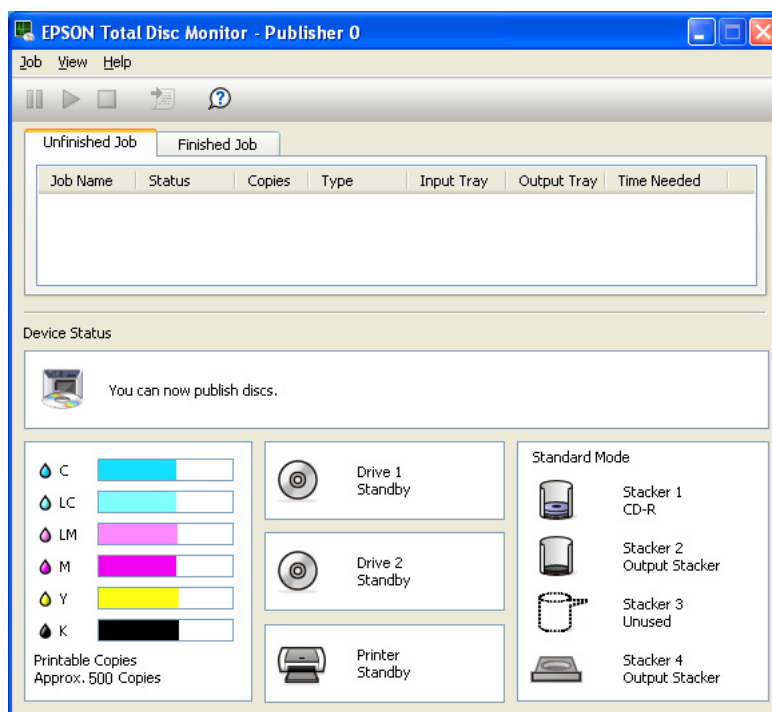 EPSON Total Disc Monitor - Publisher 0
Job View Help
Unfinished Job Finished Job
Job Name Status Copies Type Input Tray Output Tray Time Needed
Device Status
You can now publish discs.
C
LC
LM
M
Y
K
Printable Copies
Approx. 500 Copies
Drive 1
Standby
Drive 2
Standby
Printer
Standby
Standard Mode
Stacker 1
CD-R
Stacker 2
Output Stacker
Stacker 3
Unused
Stacker 4
Output Stacker